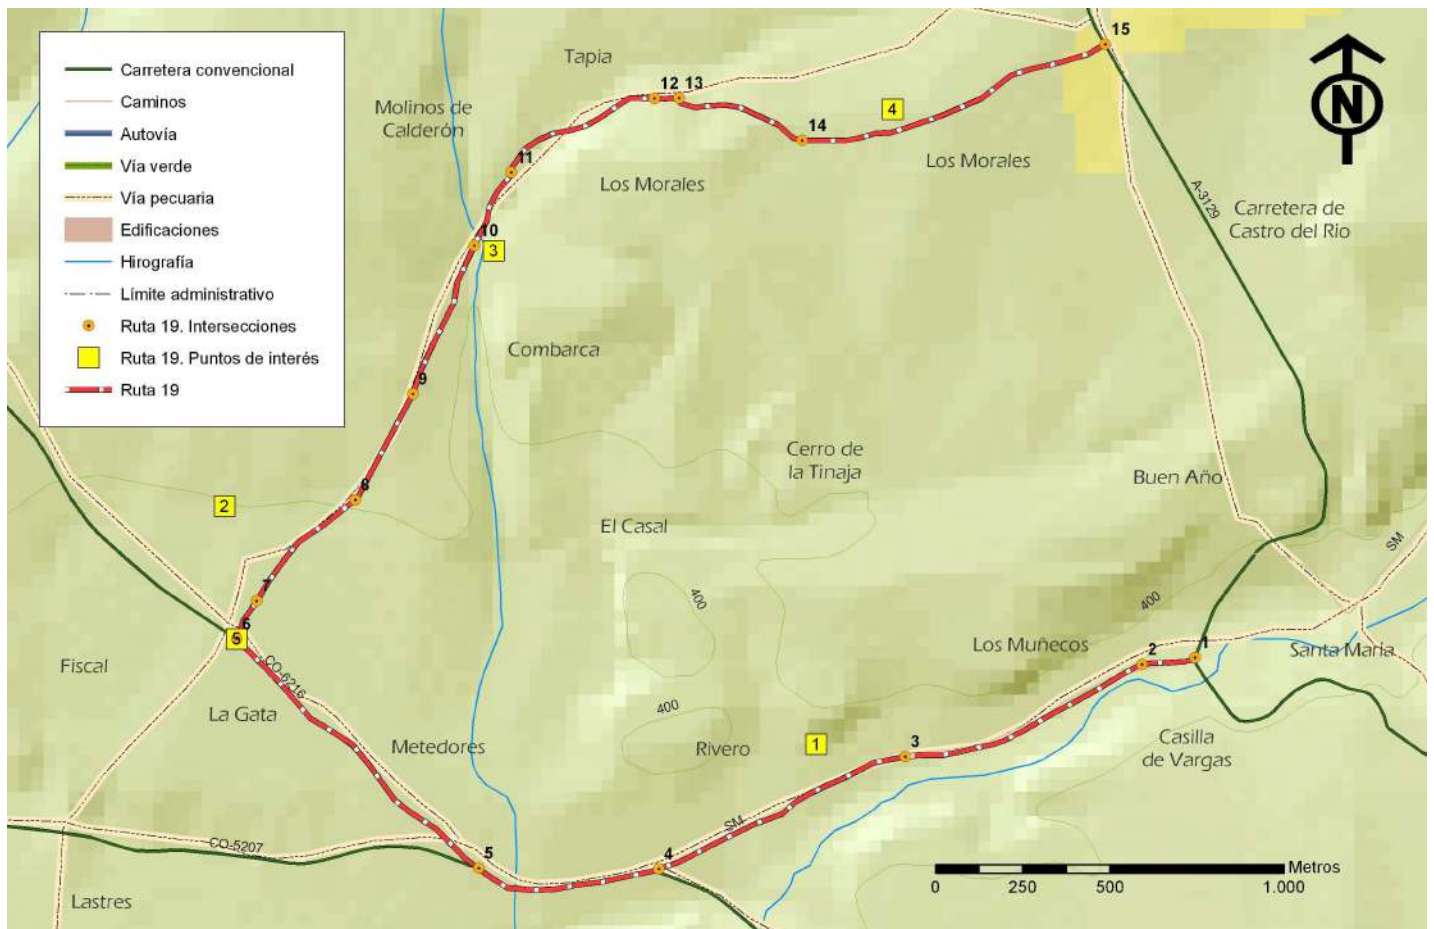 Carretera convencional
Caminos
Autovía
Vía verde
Vía pecuaria
Edificaciones
Hirografía
Límite administrativo
Ruta 19. Intersecciones
Ruta 19. Puntos de interés
Ruta 19
N
15
Tapia
12 13
Molinos de
Calderón
4
14
Los Morales
11
Los Morales
A-3129
Carretera de
Castro del Río
10
3
Combarca
9
Cerro de
la Tinaja
Buen Año
8
2
El Casal
SM
7
400
400
6
5
Fiscal
CO-6216
Los Muñecos
2
1
Santa María
La Gata
400
Metedores
Rivero
1
3
Casilla
de Vargas
SM
CO-5207
5
4
Metros
0 250 500 1.000
Lastres